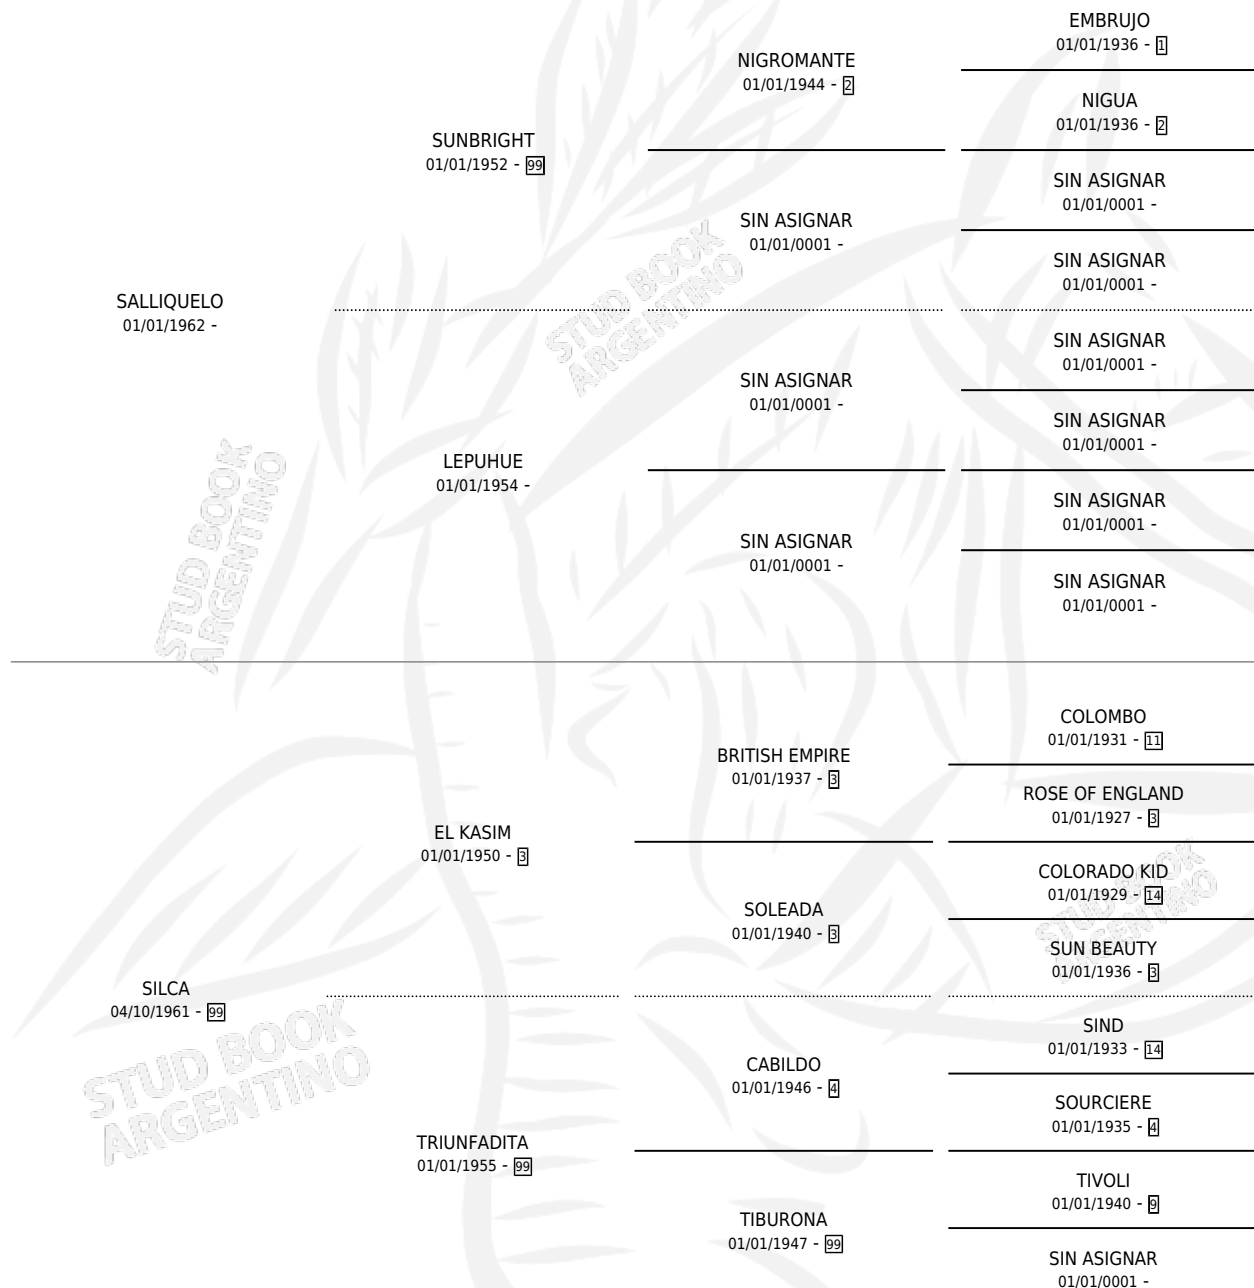 EMBRUJO
01/01/1936 - 1
NIGROMANTE
01/01/1944 - 2
NIGUA
01/01/1936 - 2
SUNBRIGHT
01/01/1952 - 99
SIN ASIGNAR
01/01/0001 -
SIN ASIGNAR
01/01/0001 -
SIN ASIGNAR
01/01/0001 -
SALLIQUELO
01/01/1962 -
SIN ASIGNAR
01/01/0001 -
SIN ASIGNAR
01/01/0001 -
SIN ASIGNAR
01/01/0001 -
LEPUHUE
01/01/1954 -
SIN ASIGNAR
01/01/0001 -
SIN ASIGNAR
01/01/0001 -
SIN ASIGNAR
01/01/0001 -
STUD BOOK
ARGENTINO
STUD BOOK
ARGENTINO
COLOMBO
01/01/1931 - 11
BRITISH EMPIRE
01/01/1937 - 3
ROSE OF ENGLAND
01/01/1927 - 3
EL KASIM
01/01/1950 - 3
COLORADO KID
01/01/1929 - 14
SOLEADA
01/01/1940 - 3
SUN BEAUTY
01/01/1936 - 3
STUD BOOK
ARGENTINO
SILCA
04/10/1961 - 99
SIND
01/01/1933 - 14
CABILDO
01/01/1946 - 4
SOURCIERE
01/01/1935 - 4
STUD BOOK
ARGENTINO
TRIUNFADITA
01/01/1955 - 99
TIVOLI
01/01/1940 - 9
TIBURONA
01/01/1947 - 99
SIN ASIGNAR
01/01/0001 -